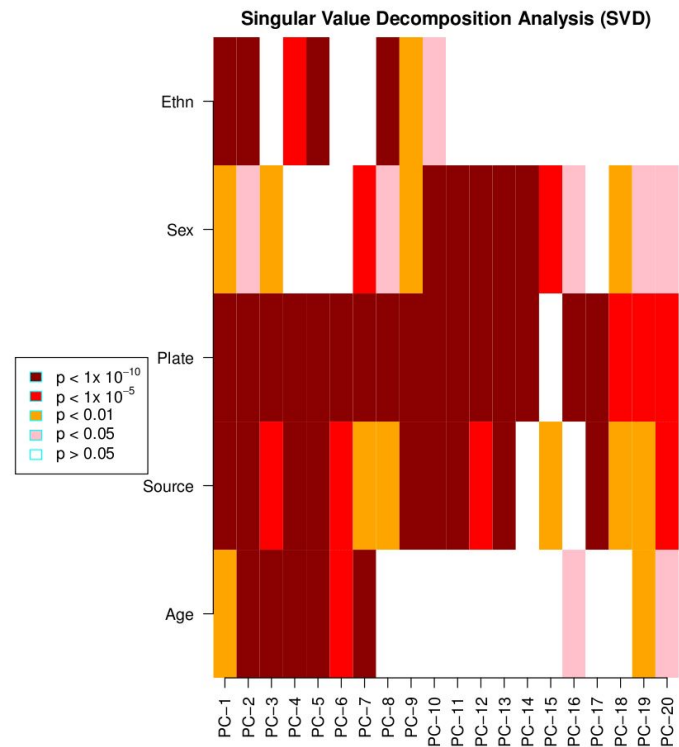 Singular Value Decomposition Analysis (SVD)
Ethn
Sex
Plate
Source
Age
p < 1x 10⁻¹⁰
p < 1x 10⁻⁵
p < 0.01
p < 0.05
p > 0.05
PC−1
PC−2
PC−3
PC−4
PC−5
PC−6
PC−7
PC−8
PC−9
PC−10
PC−11
PC−12
PC−13
PC−14
PC−15
PC−16
PC−17
PC−18
PC−19
PC−20